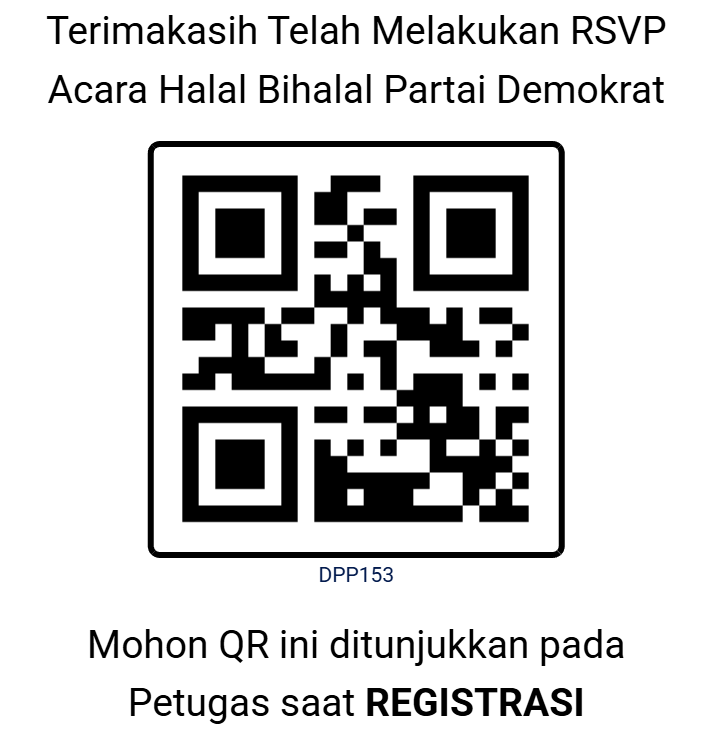 Terimakasih Telah Melakukan RSVP
Acara Halal Bihalal Partai Demokrat
DPP153
Mohon QR ini ditunjukkan pada
Petugas saat REGISTRASI